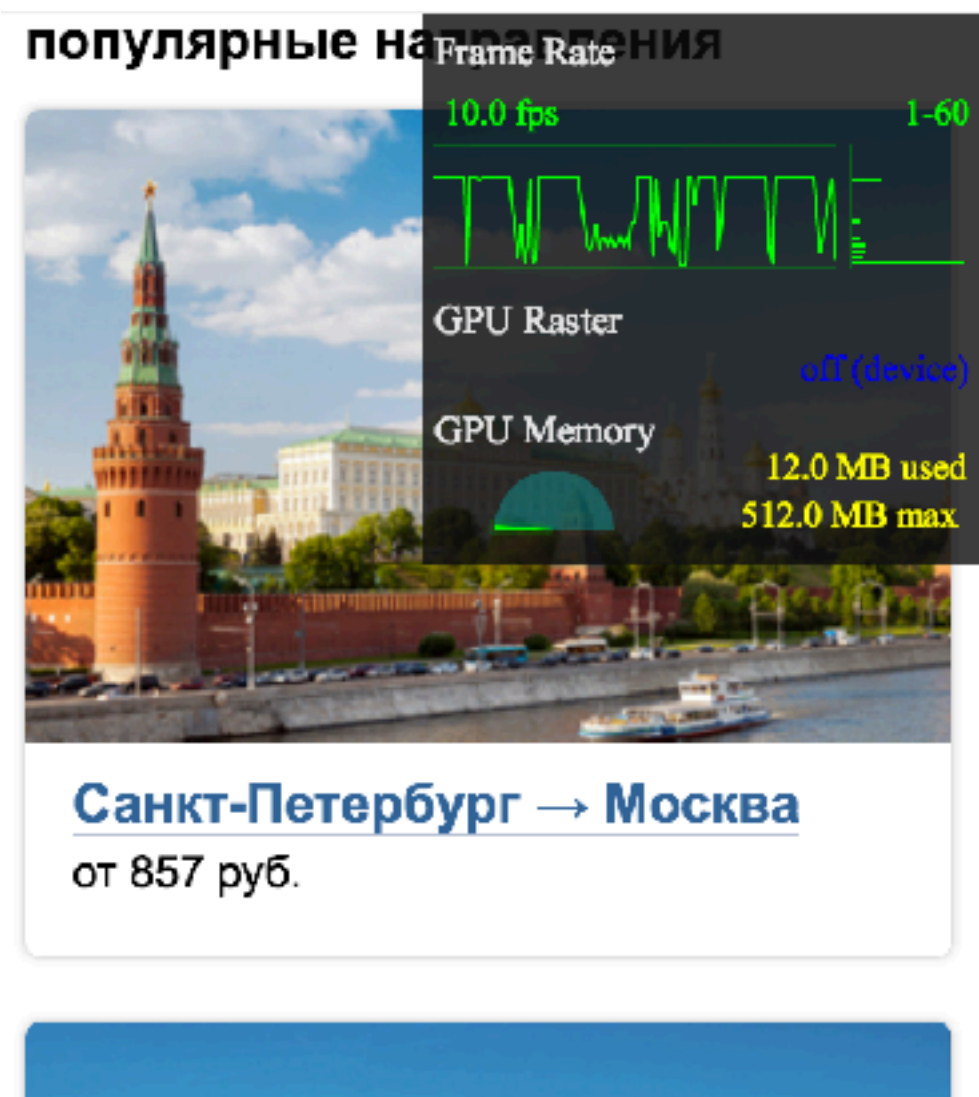 популярные направления
Frame Rate
10.0 fps 1-60
GPU Raster
off (device)
GPU Memory
12.0 MB used
512.0 MB max
Санкт-Петербург → Москва
от 857 руб.